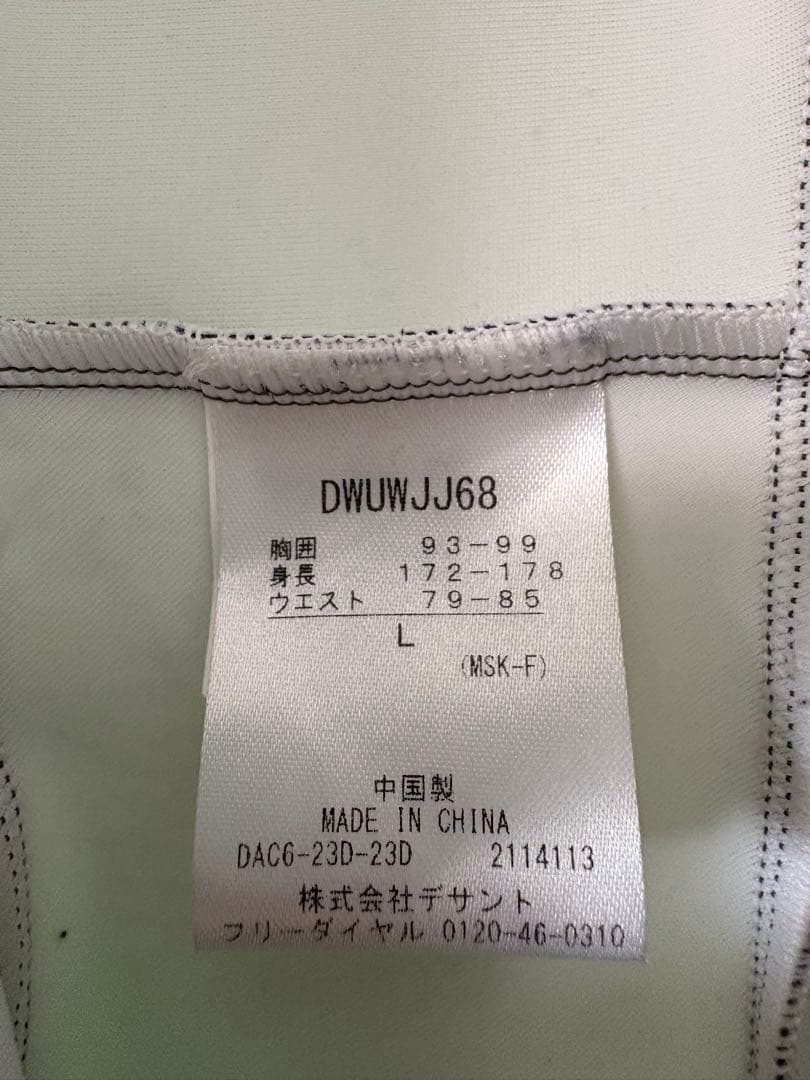 DWUWJJ68
胸囲 93-99
身長 172-178
ウエスト 79-85
L
(MSK-F)
中国製
MADE IN CHINA
DAC6-23D-23D 2114113
株式会社デサント
フリーダイヤル 0120-46-0310